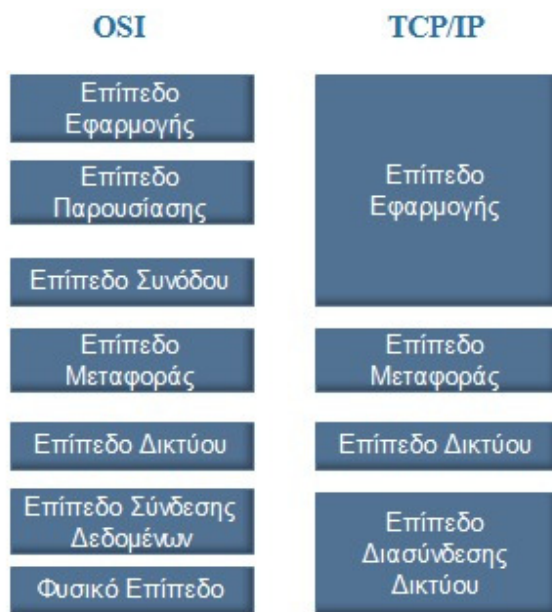 OSI
Επίπεδο
Εφαρμογής
Επίπεδο
Παρουσίασης
Επίπεδο Συνόδου
Επίπεδο
Μεταφοράς
Επίπεδο Δικτύου
Επίπεδο Σύνδεσης
Δεδομένων
Φυσικό Επίπεδο
TCP/IP
Επίπεδο
Εφαρμογής
Επίπεδο
Μεταφοράς
Επίπεδο Δικτύου
Επίπεδο
Διασύνδεσης
Δικτύου